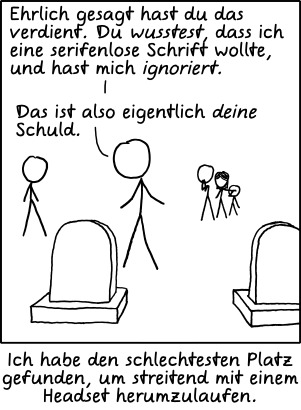 Ehrlich gesagt hast du das
verdient. Du wusstest, dass ich
eine serifenlose Schrift wollte,
und hast mich ignoriert.
Das ist also eigentlich deine
Schuld.
Ich habe den schlechtesten Platz
gefunden, um streitend mit einem
Headset herumzulaufen.